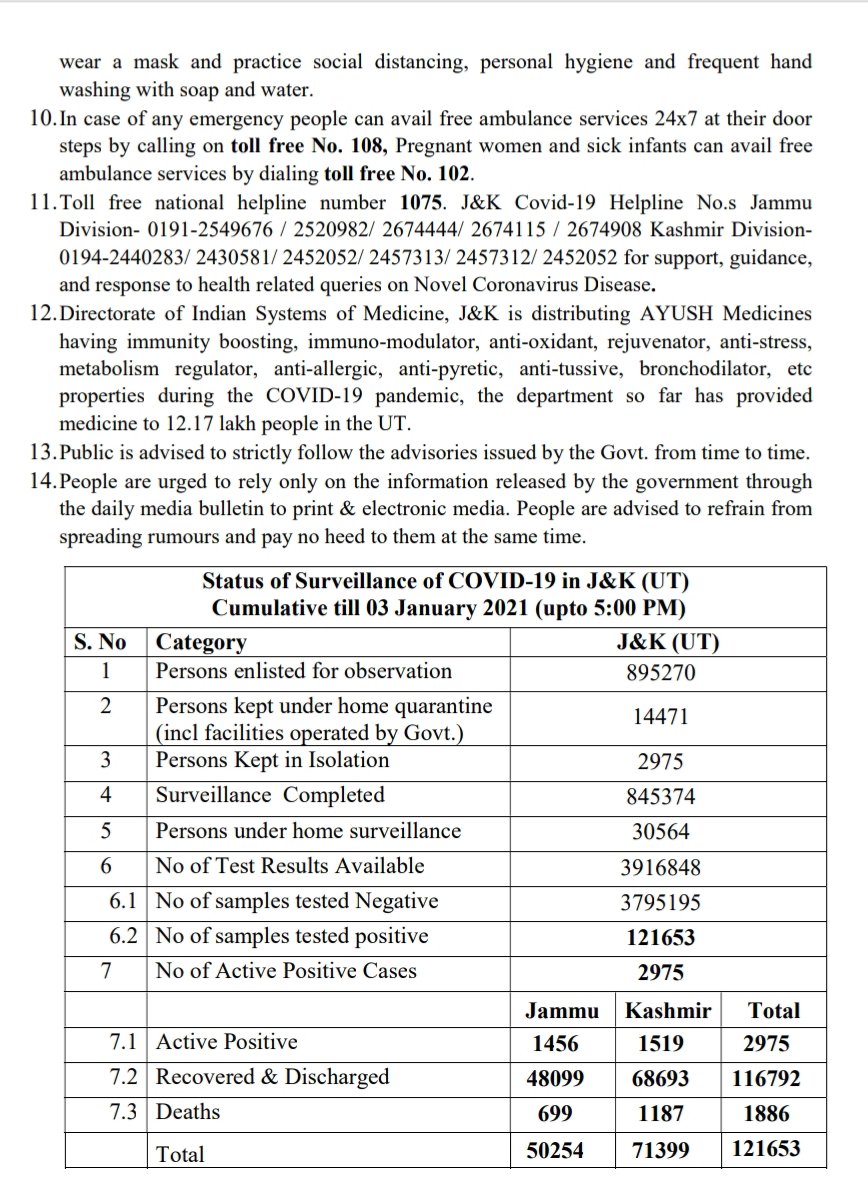 wear a mask and practice social distancing, personal hygiene and frequent hand
washing with soap and water.
10.In case of any emergency people can avail free ambulance services 24x7 at their door
steps by calling on toll free No. 108, Pregnant women and sick infants can avail free
ambulance services by dialing toll free No. 102.
11.Toll free national helpline number 1075. J&K Covid-19 Helpline No.s Jammu
Division- 0191-2549676 / 2520982/ 2674444/ 2674115 / 2674908 Kashmir Division-
0194-2440283/ 2430581/ 2452052/ 2457313/ 2457312/ 2452052 for support, guidance,
and response to health related queries on Novel Coronavirus Disease.
12.Directorate of Indian Systems of Medicine, J&K is distributing AYUSH Medicines
having immunity boosting, immuno-modulator, anti-oxidant, rejuvenator, anti-stress,
metabolism regulator, anti-allergic, anti-pyretic, anti-tussive, bronchodilator, etc
properties during the COVID-19 pandemic, the department so far has provided
medicine to 12.17 lakh people in the UT.
13.Public is advised to strictly follow the advisories issued by the Govt. from time to time.
14.People are urged to rely only on the information released by the government through
the daily media bulletin to print & electronic media. People are advised to refrain from
spreading rumours and pay no heed to them at the same time.
Status of Surveillance of COVID-19 in J&K (UT)
Cumulative till 03 January 2021 (upto 5:00 PM)
S. No Category J&K (UT)
1 Persons enlisted for observation 895270
2 Persons kept under home quarantine
(incl facilities operated by Govt.) 14471
3 Persons Kept in Isolation 2975
4 Surveillance Completed 845374
5 Persons under home surveillance 30564
6 No of Test Results Available 3916848
6.1 No of samples tested Negative 3795195
6.2 No of samples tested positive 121653
7 No of Active Positive Cases 2975
Jammu Kashmir Total
7.1 Active Positive 1456 1519 2975
7.2 Recovered & Discharged 48099 68693 116792
7.3 Deaths 699 1187 1886
Total 50254 71399 121653